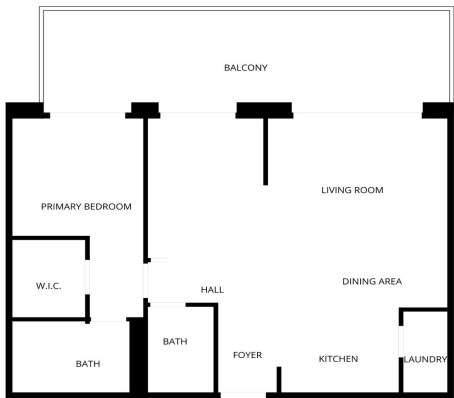 BALCONY
LIVING ROOM
PRIMARY BEDROOM
DINING AREA
W.I.C.
HALL
BATH
FOYER
KITCHEN
LAUNDRY
BATH